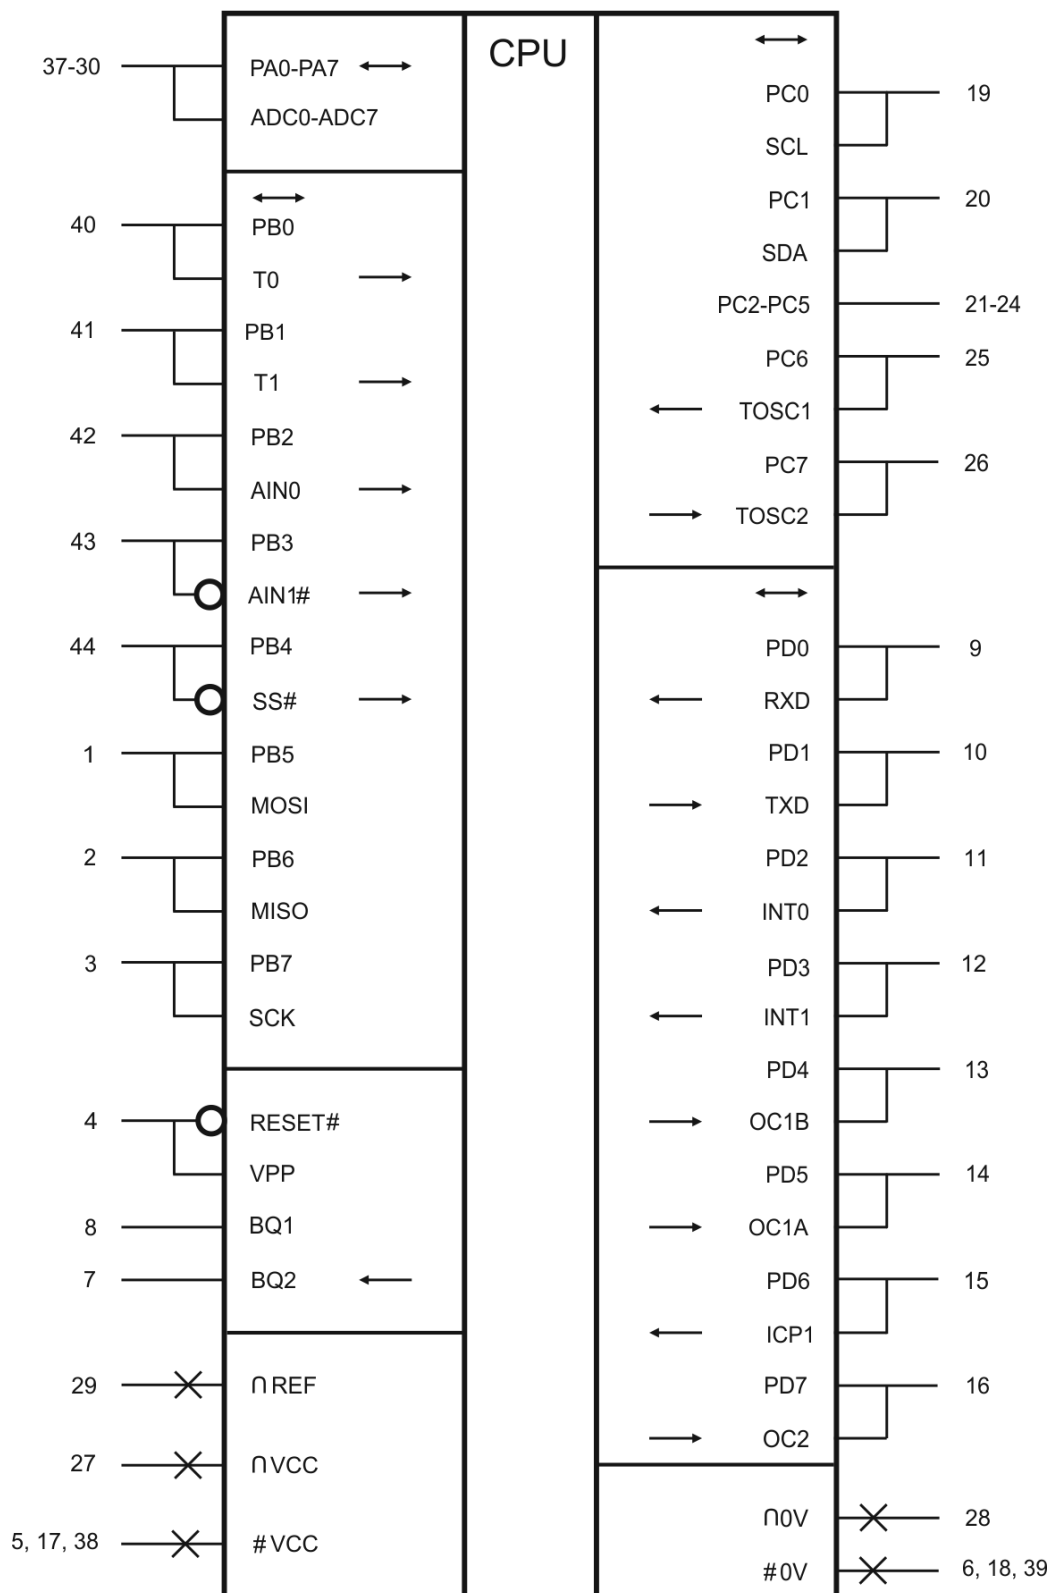 CPU
37-30 PA0-PA7
ADC0-ADC7
40 PB0
T0
41 PB1
T1
42 PB2
AIN0
43 PB3
AIN1#
44 PB4
SS#
1 PB5
MOSI
2 PB6
MISO
3 PB7
SCK
4 RESET#
VPP
8 BQ1
7 BQ2
29 ∩REF
27 ∩VCC
5, 17, 38 #VCC
PC0 19
SCL
PC1 20
SDA
PC2-PC5 21-24
PC6 25
TOSC1
PC7 26
TOSC2
PD0 9
RXD
PD1 10
TXD
PD2 11
INT0
PD3 12
INT1
PD4 13
OC1B
PD5 14
OC1A
PD6 15
ICP1
PD7 16
OC2
∩0V 28
#0V 6, 18, 39